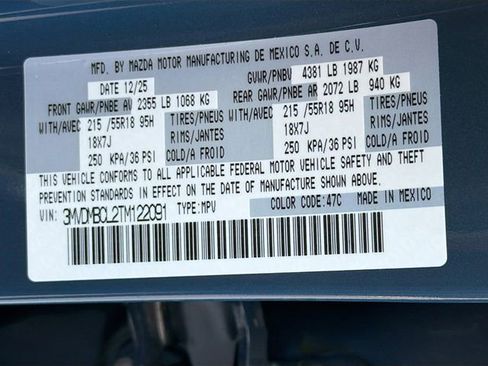 MFD. BY MAZDA MOTOR MANUFACTURING DE MEXICO S.A. DE C.V.
DATE 12/25 GVWR/PNBV 4381 LB 1987 KG
FRONT GAWR/PNBE AV 2355 LB 1068 KG REAR GAWR/PNBE AR 2072 LB 940 KG
WITH/AVEC 215 /55R18 95H TIRES/PNEUS WITH/AVEC 215 /55R18 95H TIRES/PNEUS
18X7J RIMS/JANTES 18X7J RIMS/JANTES
250 KPA/36 PSI COLD/A FROID 250 KPA/36 PSI COLD/A FROID
THIS VEHICLE CONFORMS TO ALL APPLICABLE FEDERAL MOTOR VEHICLE SAFETY AND THEFT
PREVENTION STANDARDS IN EFFECT ON THE DATE OF MANUFACTURE SHOWN ABOVE.
VIN: 3MVDMBCL2TM122091 TYPE: MPV COLOR CODE: 47C MADE IN MEXICO